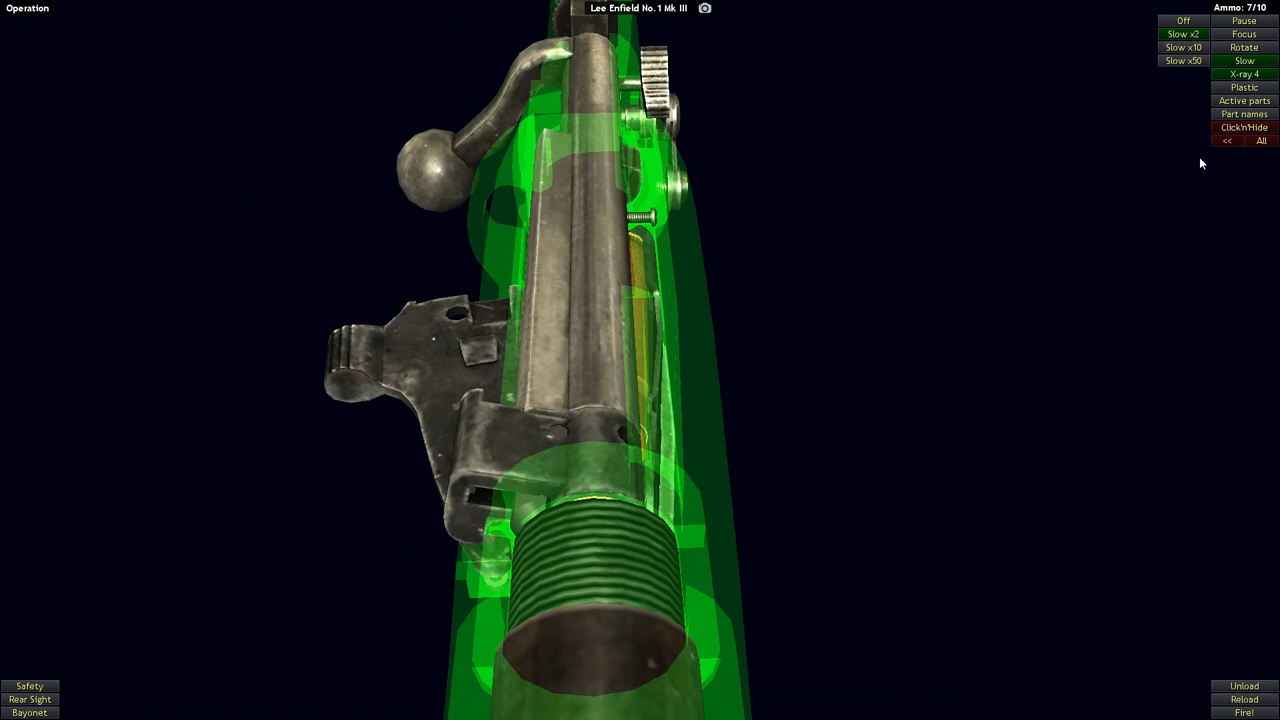 Operation
Lee Enfield No.1 Mk III
Ammo: 7/10
Off
Pause
Slow x2
Focus
Slow x10
Rotate
Slow x50
Slow
X-ray 4
Plastic
Active parts
Part names
Click'n'Hide
<< All
Safety
Rear Sight
Bayonet
Unload
Reload
Fire!